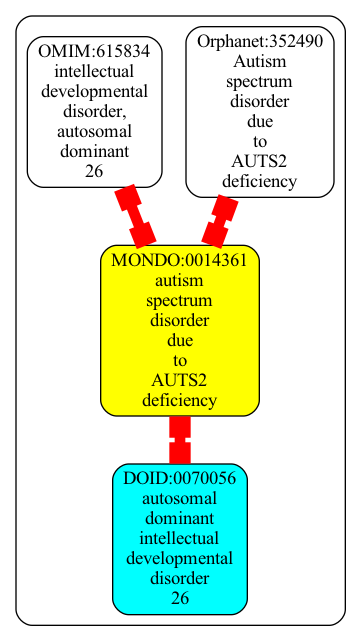 OMIM:615834
intellectual
developmental
disorder,
autosomal
dominant
26
Orphanet:352490
Autism
spectrum
disorder
due
to
AUTS2
deficiency
MONDO:0014361
autism
spectrum
disorder
due
to
AUTS2
deficiency
DOID:0070056
autosomal
dominant
intellectual
developmental
disorder
26